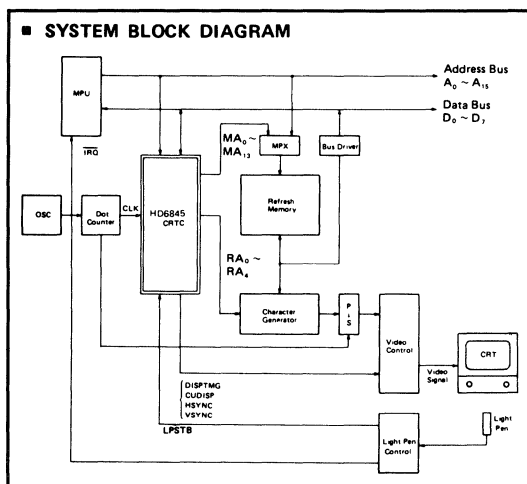 ■ SYSTEM BLOCK DIAGRAM
Address Bus
A0 ~ A15
Data Bus
D0 ~ D7
MPU
IRQ
MA0 ~
MA13
MPX
Bus Driver
OSC
Dot
Counter
CLK
HD6845
CRTC
Refresh
Memory
RA0 ~
RA4
Character
Generator
P
/
S
Video
Control
CRT
Video
Signal
DISPTMG
CUDISP
HSYNC
VSYNC
LPSTB
Light Pen
Control
Light
Pen